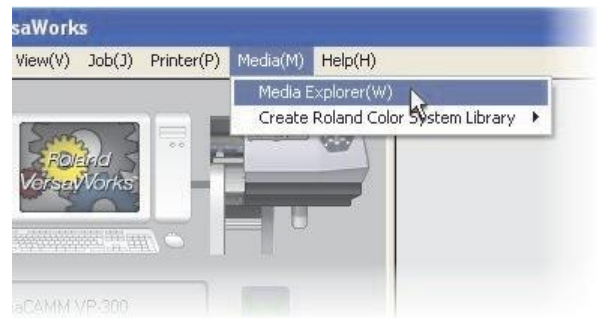 saWorks
View(V) Job(J) Printer(P) Media(M) Help(H)
Media Explorer(W)
Create Roland Color System Library
Roland
VersaWorks
aCAMM VP-300